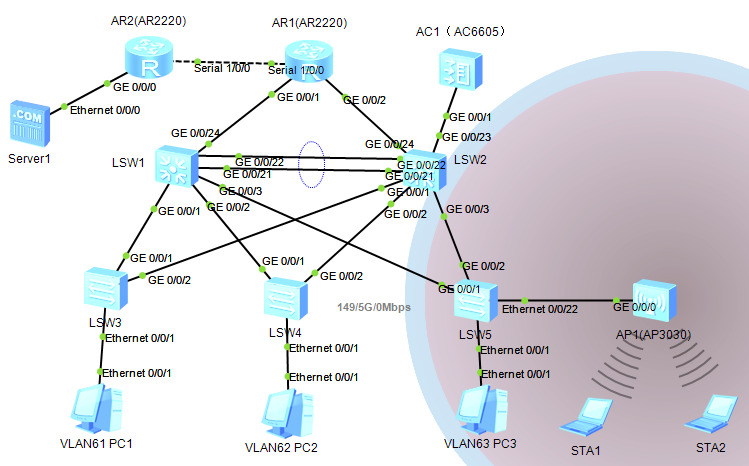 AR2(AR2220)
AR1(AR2220)
AC1（AC6605）
Serial 1/0/0
Serial 1/0/0
GE 0/0/0
Ethernet 0/0/0
GE 0/0/1
GE 0/0/2
GE 0/0/1
Server1
GE 0/0/24
GE 0/0/24
GE 0/0/23
LSW1
LSW2
GE 0/0/22
GE 0/0/22
GE 0/0/21
GE 0/0/21
GE 0/0/3
GE 0/0/1
GE 0/0/1
GE 0/0/2
GE 0/0/2
GE 0/0/3
GE 0/0/1
GE 0/0/1
GE 0/0/2
GE 0/0/2
GE 0/0/2
GE 0/0/1
149/5G/0Mbps
Ethernet 0/0/22
GE 0/0/0
LSW3
LSW4
LSW5
AP1(AP3030)
Ethernet 0/0/1
Ethernet 0/0/1
Ethernet 0/0/1
Ethernet 0/0/1
Ethernet 0/0/1
Ethernet 0/0/1
VLAN61 PC1
VLAN62 PC2
VLAN63 PC3
STA1
STA2